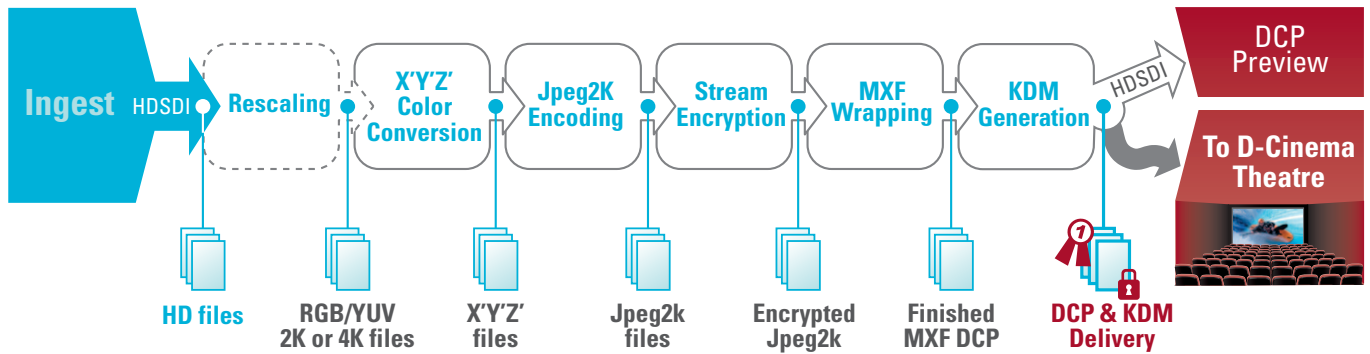 Ingest
HDSDI
Rescaling
X'Y'Z'
Color
Conversion
Jpeg2K
Encoding
Stream
Encryption
MXF
Wrapping
KDM
Generation
HDSDI
DCP
Preview
To D-Cinema
Theatre
HD files
RGB/YUV
2K or 4K files
X'Y'Z'
files
Jpeg2k
files
Encrypted
Jpeg2k
Finished
MXF DCP
1
DCP & KDM
Delivery